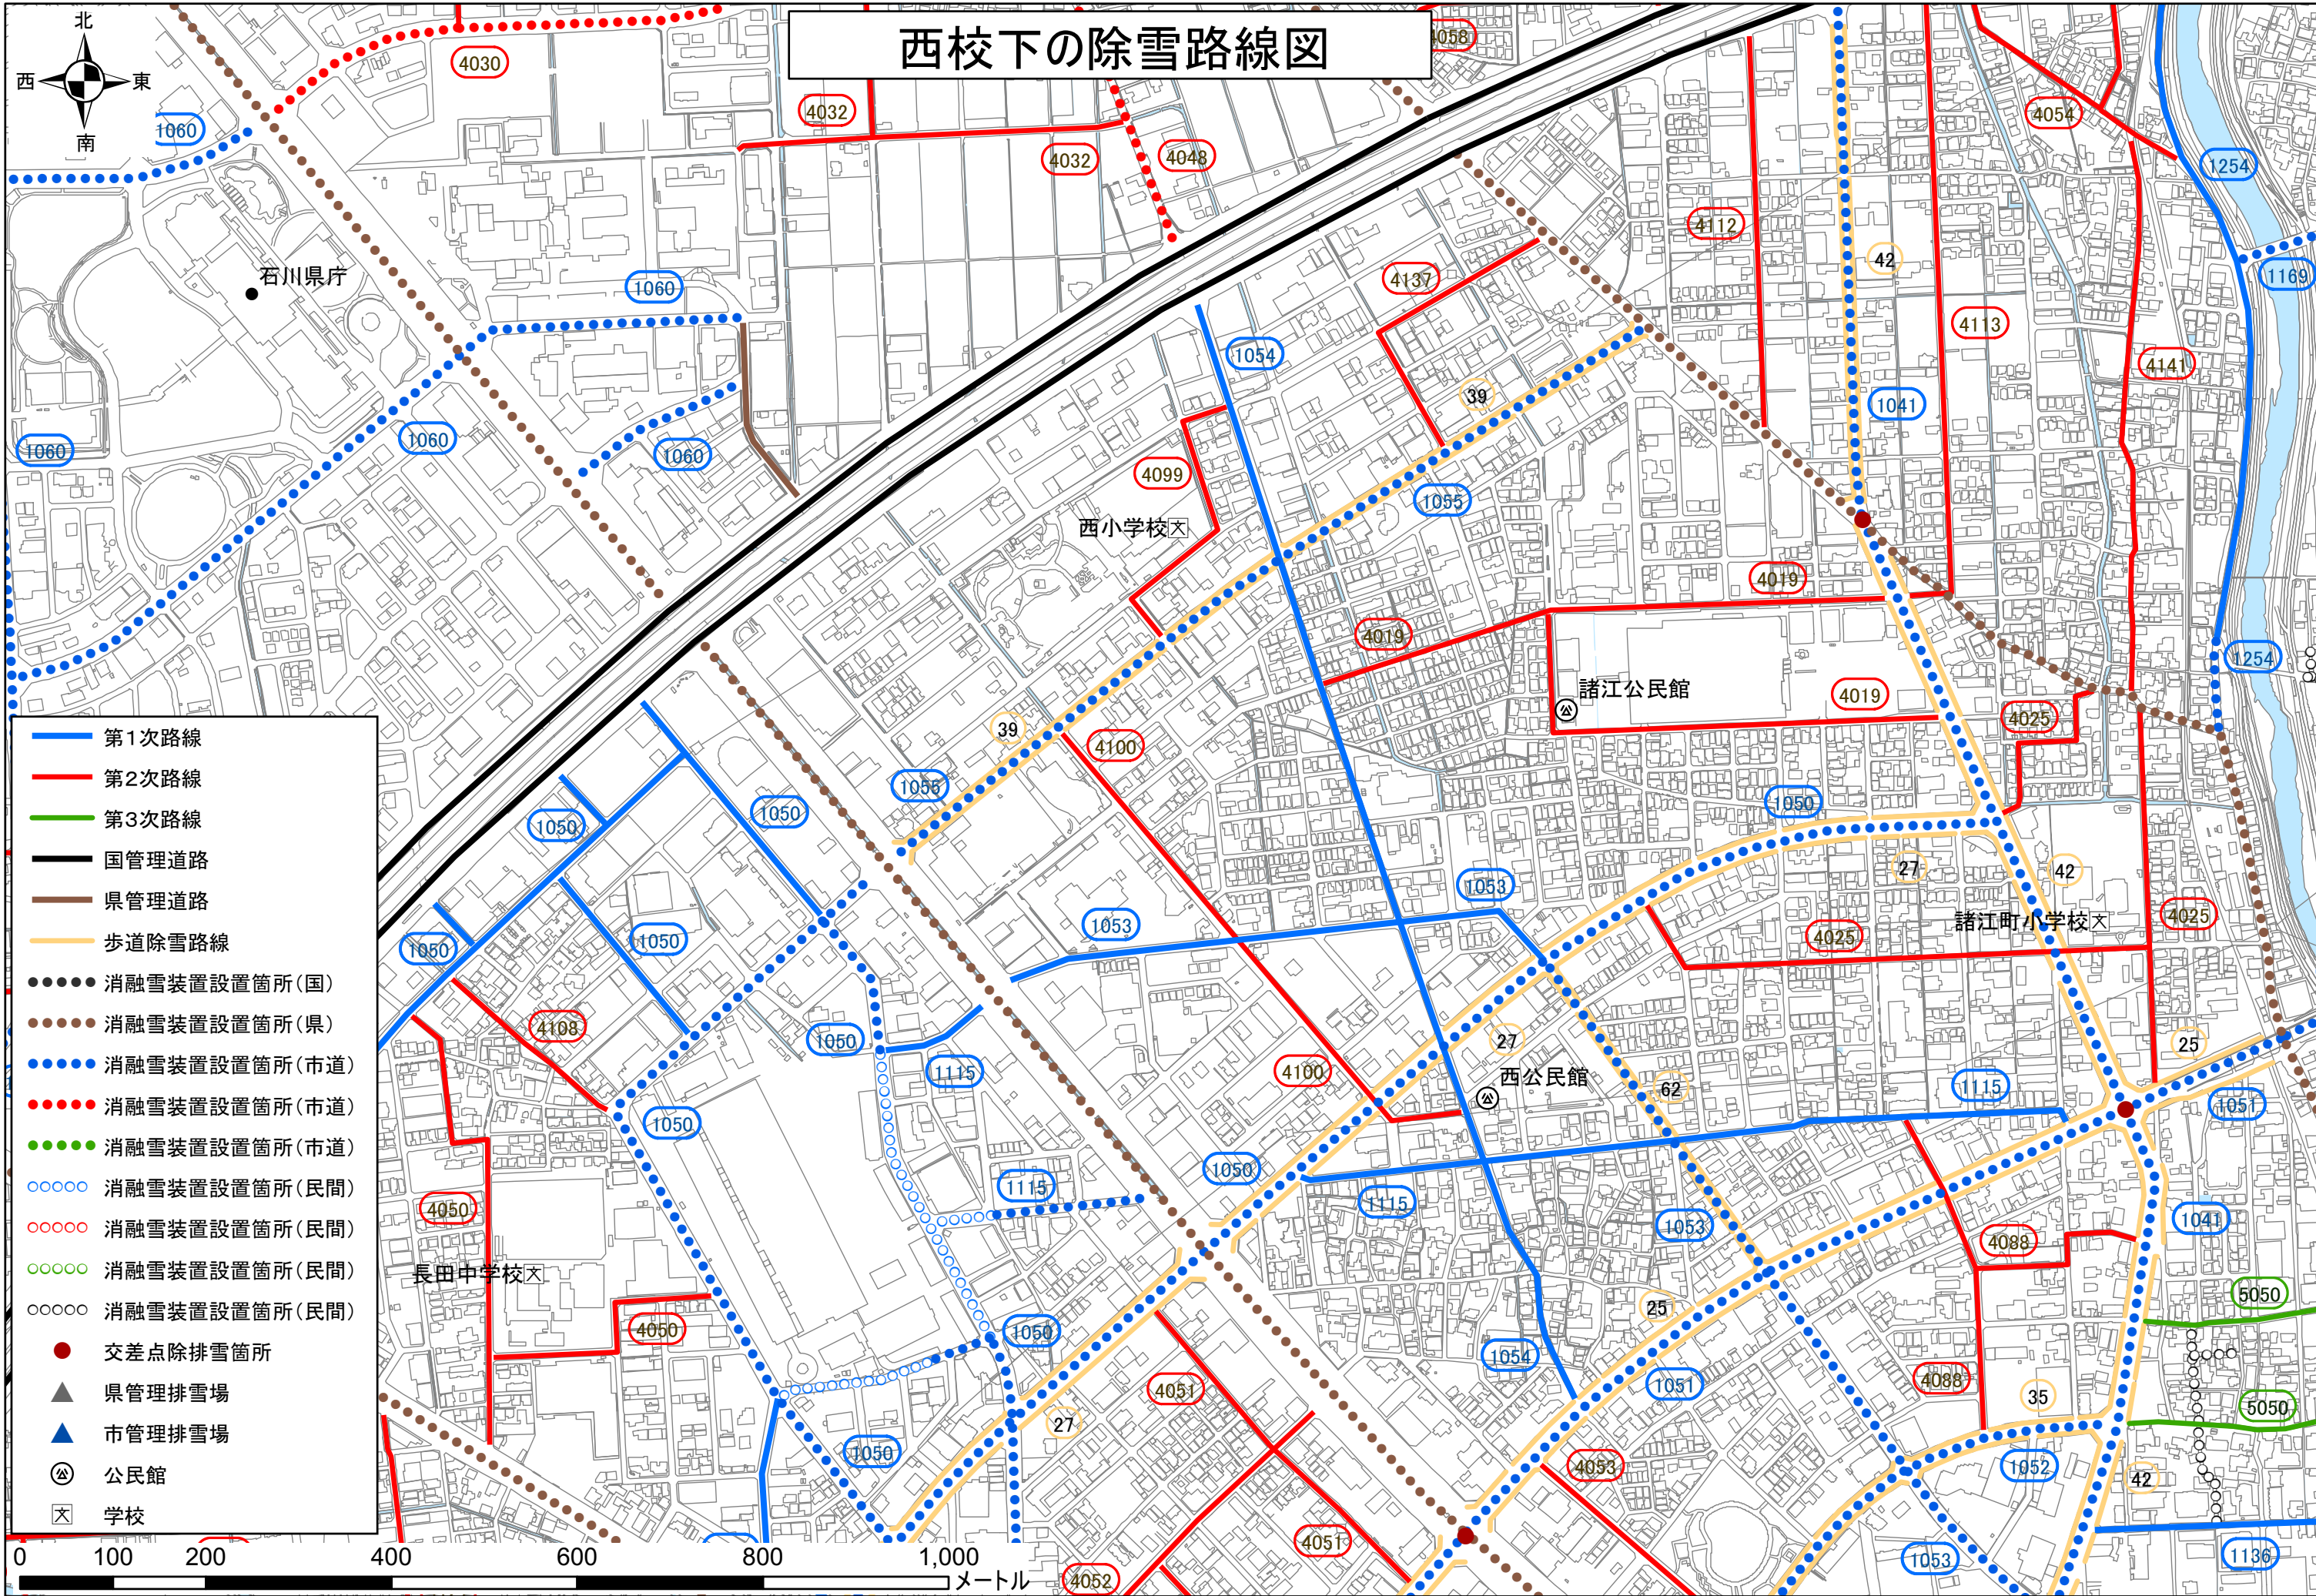 西校下の除雪路線図
北
西
東
南
4058
4030
4032
4054
1060
4032
4048
1254
4112
42
1169
石川県庁
1060
4137
4113
1054
4141
39
1041
1060
1060
1060
4099
1055
西小学校文
4019
4019
1254
諸江公民館
4019
4025
39
4100
1055
1050
1050
1050
27
42
1053
1053
諸江町小学校文
4025
1050
1050
4025
4108
1050
27
25
1115
4100
西公民館
62
1115
1051
1050
1050
1115
1115
4050
1053
1041
4088
長田中学校文
5050
25
4050
1050
1054
4051
1051
4088
35
5050
27
1050
4053
1052
42
4051
1053
1136
4052
第1次路線
第2次路線
第3次路線
国管理道路
県管理道路
歩道除雪路線
消融雪装置設置箇所(国)
消融雪装置設置箇所(県)
消融雪装置設置箇所(市道)
消融雪装置設置箇所(市道)
消融雪装置設置箇所(市道)
消融雪装置設置箇所(民間)
消融雪装置設置箇所(民間)
消融雪装置設置箇所(民間)
消融雪装置設置箇所(民間)
交差点除排雪箇所
県管理排雪場
市管理排雪場
公民館
文 学校
0 100 200 400 600 800 1,000
メートル